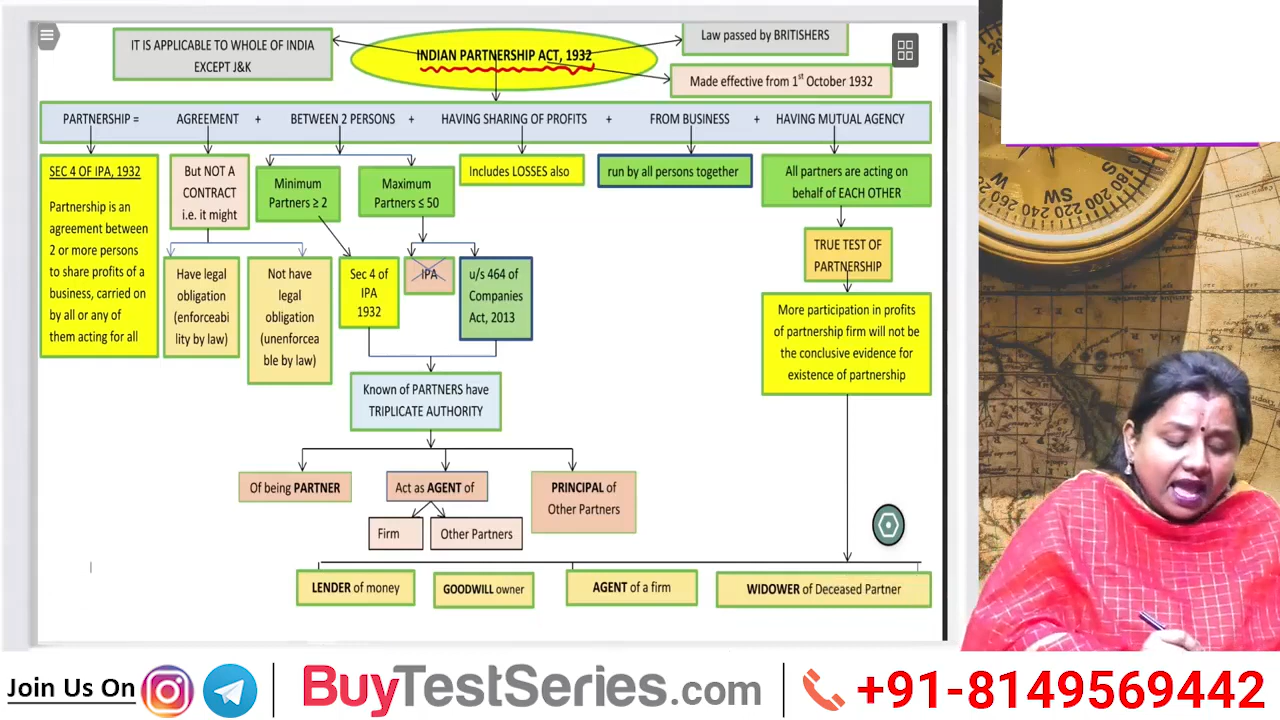 IT IS APPLICABLE TO WHOLE OF INDIA
EXCEPT J&K
INDIAN PARTNERSHIP ACT, 1932
Law passed by BRITISHERS
Made effective from 1st October 1932
PARTNERSHIP = AGREEMENT + BETWEEN 2 PERSONS + HAVING SHARING OF PROFITS + FROM BUSINESS + HAVING MUTUAL AGENCY
SEC 4 OF IPA, 1932
Partnership is an
agreement between
2 or more persons
to share profits of a
business, carried on
by all or any of
them acting for all
But NOT A
CONTRACT
i.e. it might
Minimum
Partners ≥ 2
Maximum
Partners ≤ 50
Includes LOSSES also
run by all persons together
All partners are acting on
behalf of EACH OTHER
Have legal
obligation
(enforceabi
lity by law)
Not have
legal
obligation
(unenforcea
ble by law)
Sec 4 of
IPA
1932
IPA
u/s 464 of
Companies
Act, 2013
TRUE TEST OF
PARTNERSHIP
More participation in profits
of partnership firm will not be
the conclusive evidence for
existence of partnership
Known of PARTNERS have
TRIPLICATE AUTHORITY
Of being PARTNER
Act as AGENT of
PRINCIPAL of
Other Partners
Firm
Other Partners
LENDER of money
GOODWILL owner
AGENT of a firm
WIDOWER of Deceased Partner
SW
Join Us On
BuyTestSeries.com
+91-8149569442